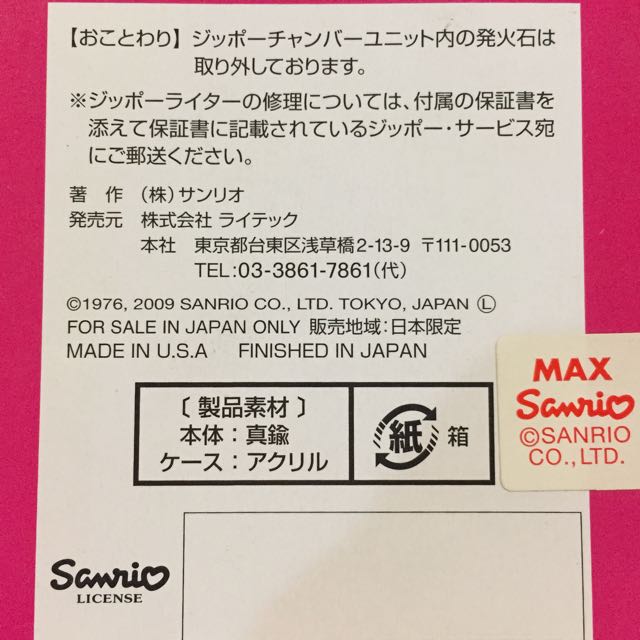 【おことわり】ジッポーチャンバーユニット内の発火石は
取り外しております。
※ジッポーライターの修理については、付属の保証書を
添えて保証書に記載されているジッポー・サービス宛
にご郵送ください。
著 作 (株)サンリオ
発売元 株式会社 ライテック
本社 東京都台東区浅草橋2-13-9 〒111-0053
TEL:03-3861-7861(代)
©1976, 2009 SANRIO CO., LTD. TOKYO, JAPAN Ⓛ
FOR SALE IN JAPAN ONLY 販売地域:日本限定
MADE IN U.S.A FINISHED IN JAPAN
〔 製品素材 〕
本体:真鍮
ケース:アクリル
紙 箱
MAX
Sanrio
©SANRIO
CO.,LTD.
Sanrio
LICENSE